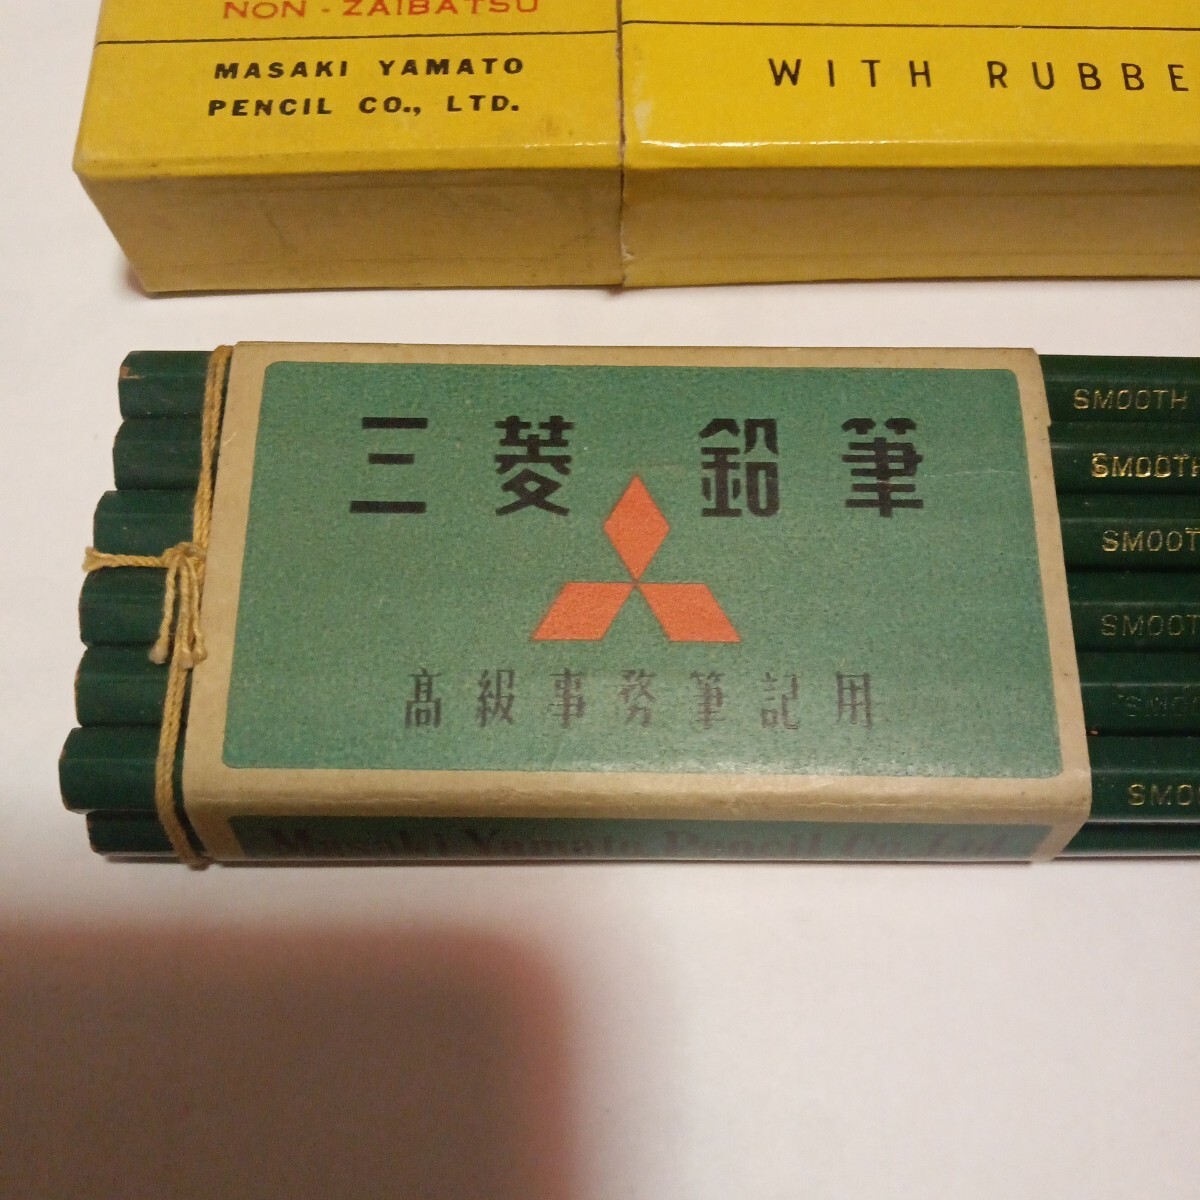 NON - ZAIBATSU
MASAKI YAMATO
PENCIL CO., LTD.
WITH RUBBE
三菱鉛筆
高級事務筆記用
Masaki Yamato Pencil Co. Ltd.
SMOOTH
SMOOTH
SMOOT
SMOOT
SMOO
SMO